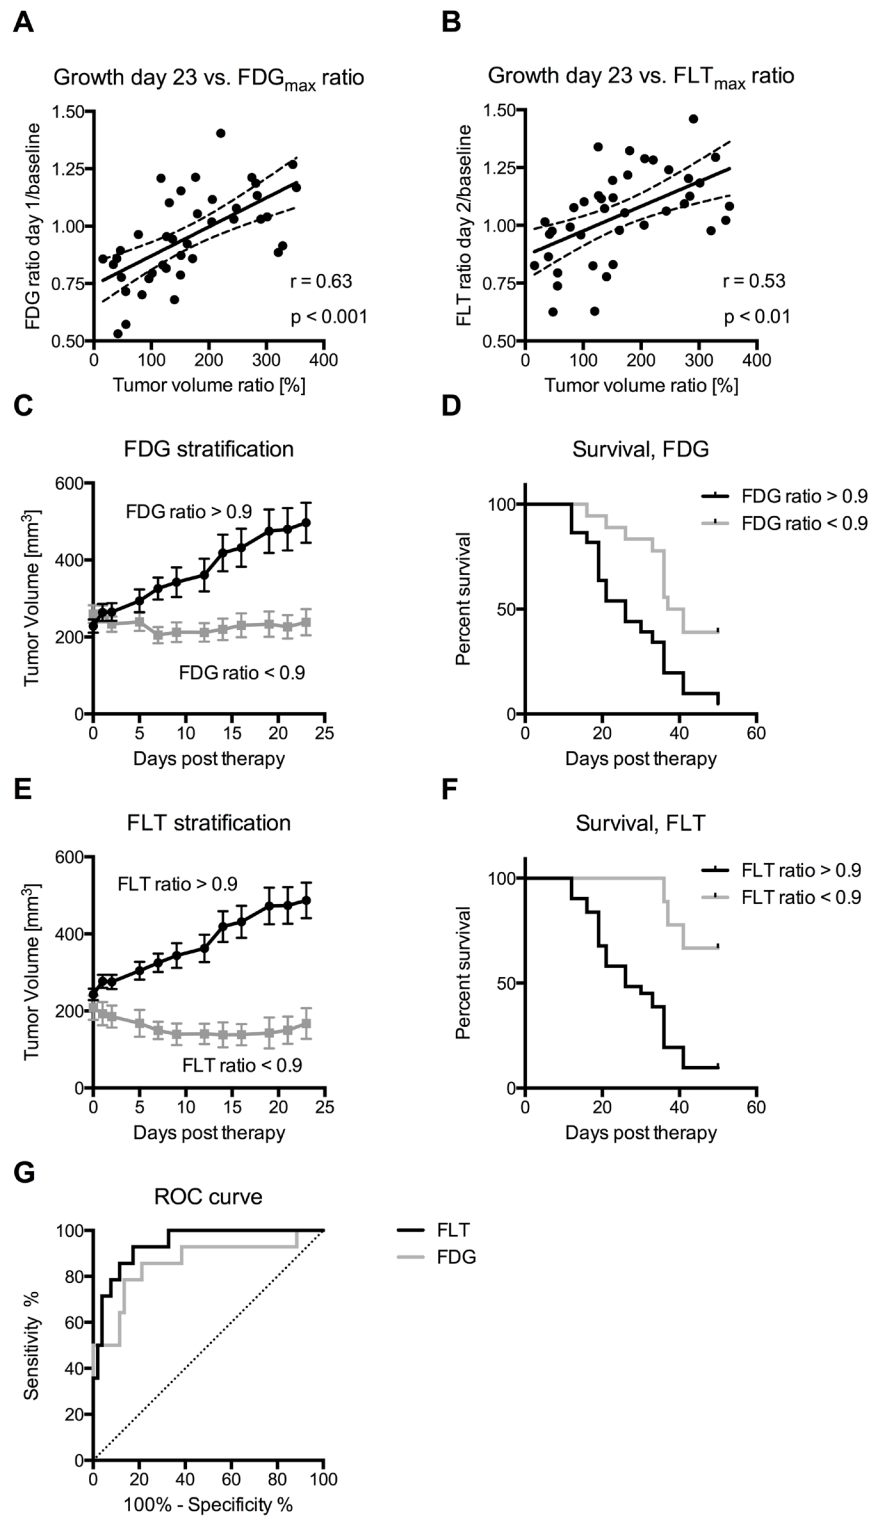 A
Growth day 23 vs. FDGmax ratio
FDG ratio day 1/baseline
1.50
1.25
1.00
0.75
0.50
r = 0.63
p < 0.001
0 100 200 300 400
Tumor volume ratio [%]
B
Growth day 23 vs. FLTmax ratio
FLT ratio day 2/baseline
1.50
1.25
1.00
0.75
0.50
r = 0.53
p < 0.01
0 100 200 300 400
Tumor volume ratio [%]
C
FDG stratification
Tumor Volume [mm³]
600
400
200
0
FDG ratio > 0.9
FDG ratio < 0.9
0 5 10 15 20 25
Days post therapy
D
Survival, FDG
Percent survival
100
50
0
FDG ratio > 0.9
FDG ratio < 0.9
0 20 40 60
Days post therapy
E
FLT stratification
Tumor Volume [mm³]
600
400
200
0
FLT ratio > 0.9
FLT ratio < 0.9
0 5 10 15 20 25
Days post therapy
F
Survival, FLT
Percent survival
100
50
0
FLT ratio > 0.9
FLT ratio < 0.9
0 20 40 60
Days post therapy
G
ROC curve
Sensitivity %
100
80
60
40
20
0
FLT
FDG
0 20 40 60 80 100
100% - Specificity %